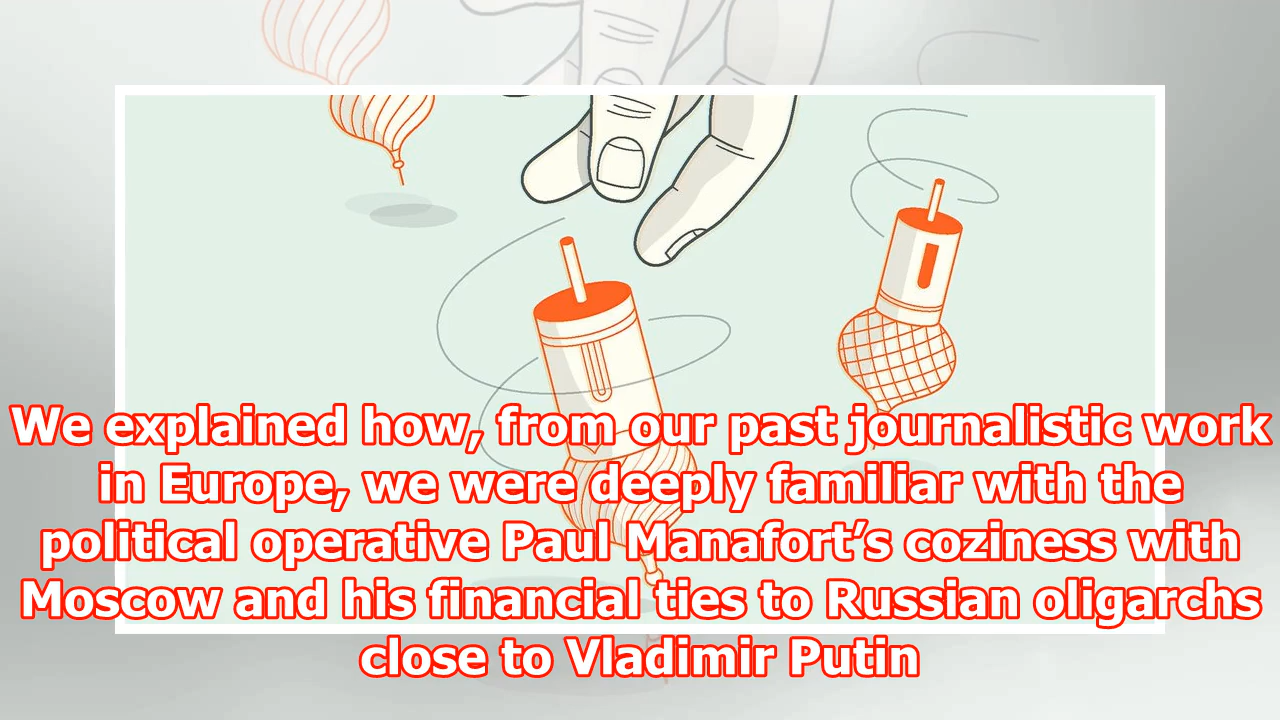 We explained how, from our past journalistic work
in Europe, we were deeply familiar with the
political operative Paul Manafort’s coziness with
Moscow and his financial ties to Russian oligarchs
close to Vladimir Putin